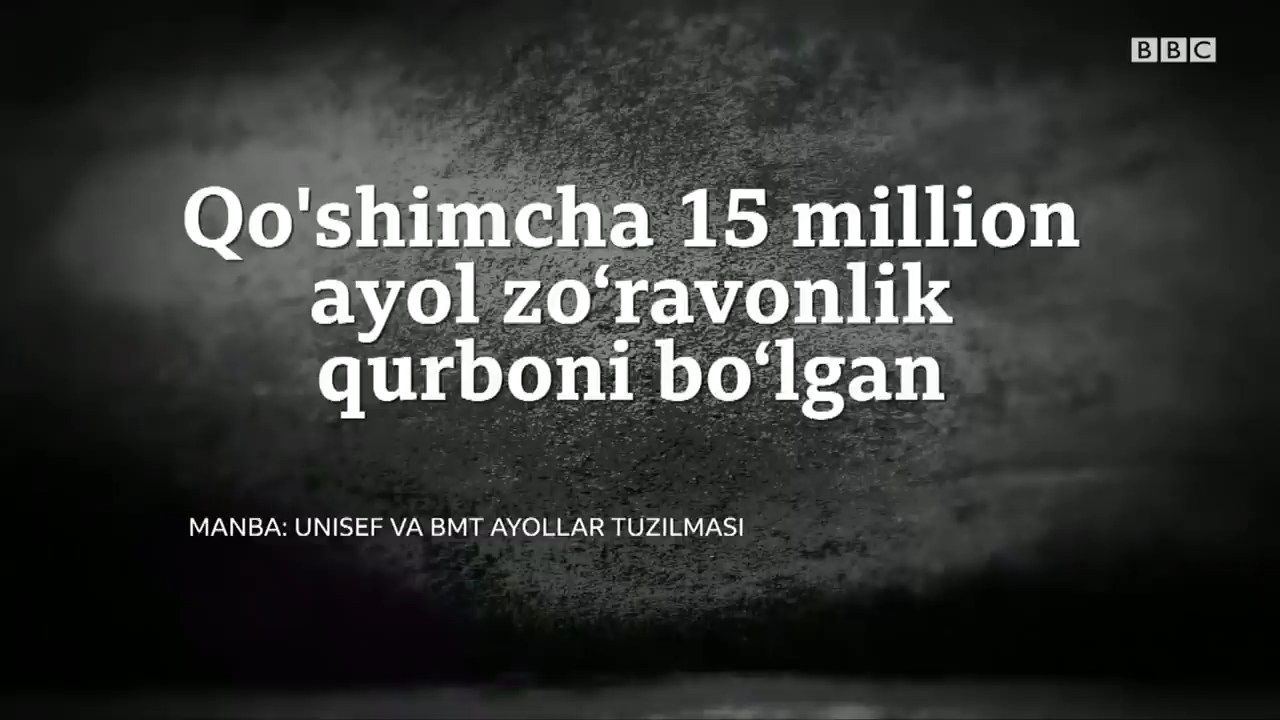 BBC
Qo'shimcha 15 million
ayol zo‘ravonlik
qurboni bo‘lgan
MANBA: UNISEF VA BMT AYOLLAR TUZILMASI